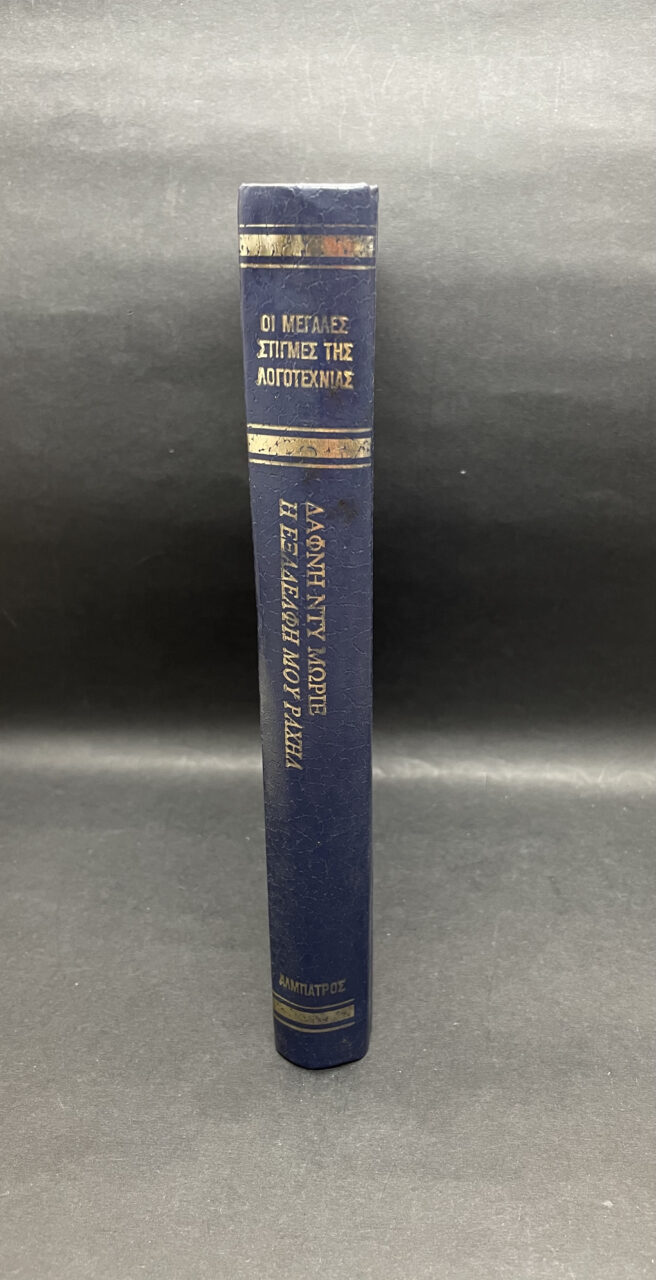 ΟΙ ΜΕΓΑΛΕΣ
ΣΤΙΓΜΕΣ ΤΗΣ
ΛΟΓΟΤΕΧΝΙΑΣ
ΔΑΦΝΗ ΝΤΥ ΜΩΡΙΕ
Η ΕΞΑΔΕΛΦΗ ΜΟΥ ΡΑΧΗΛ
ΑΛΜΠΑΤΡΟΣ